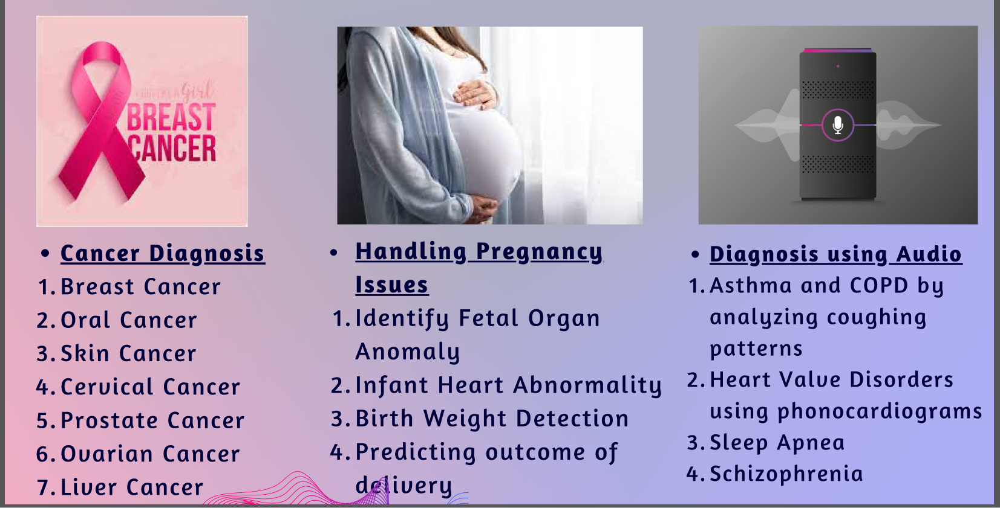 Girl
BREAST
CANCER
• Cancer Diagnosis
1. Breast Cancer
2. Oral Cancer
3. Skin Cancer
4. Cervical Cancer
5. Prostate Cancer
6. Ovarian Cancer
7. Liver Cancer
• Handling Pregnancy
Issues
1. Identify Fetal Organ
Anomaly
2. Infant Heart Abnormality
3. Birth Weight Detection
4. Predicting outcome of
delivery
• Diagnosis using Audio
1. Asthma and COPD by
analyzing coughing
patterns
2. Heart Value Disorders
using phonocardiograms
3. Sleep Apnea
4. Schizophrenia